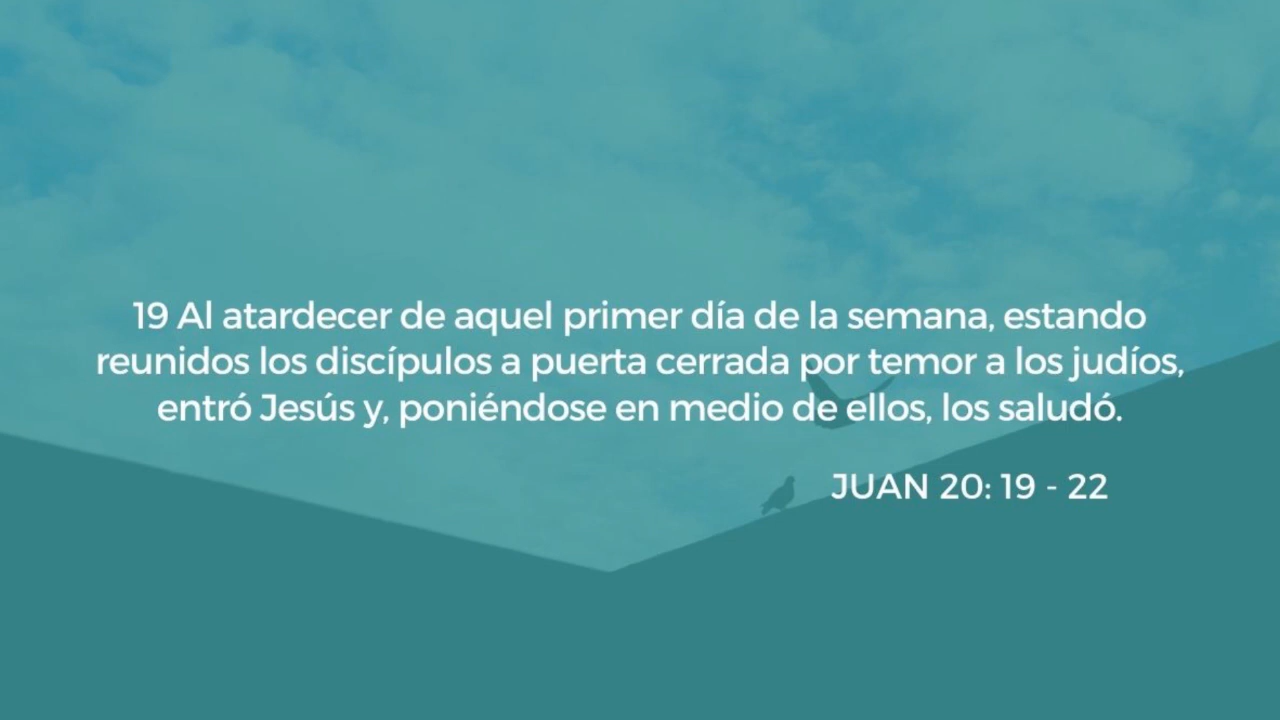 19 Al atardecer de aquel primer día de la semana, estando
reunidos los discípulos a puerta cerrada por temor a los judíos,
entró Jesús y, poniéndose en medio de ellos, los saludó.
JUAN 20: 19 - 22